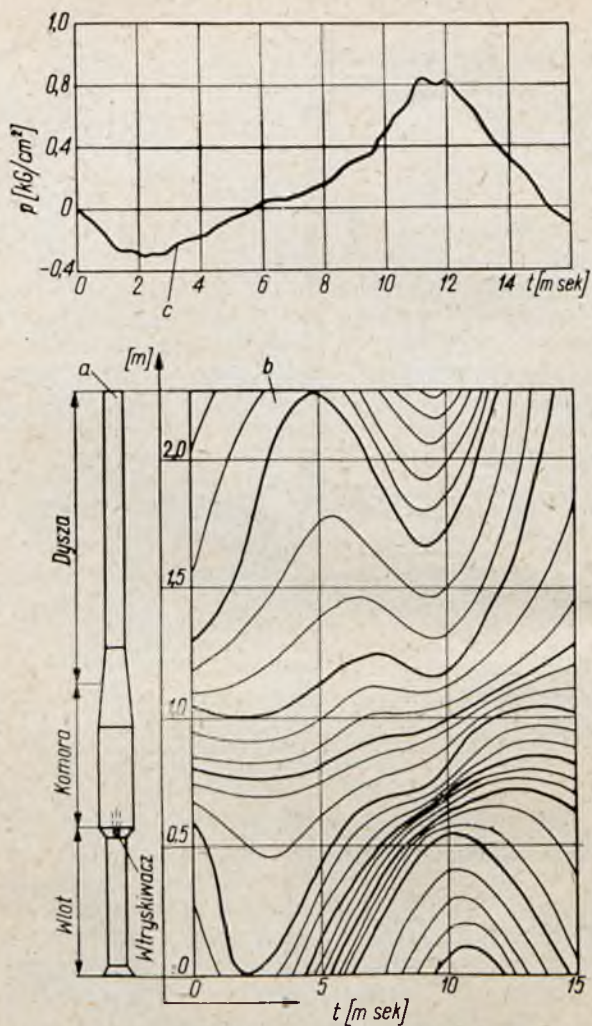 1,0
0,8
0,4
0
-0,4
p [kG/cm²]
0 2 4 6 8 10 12 14 t [m sek]
c
[m]
a
b
2,0
1,5
1,0
0,5
0
Dysza
Komora
Wlot
Wtryskiwacz
0 5 10 15
t [m sek]